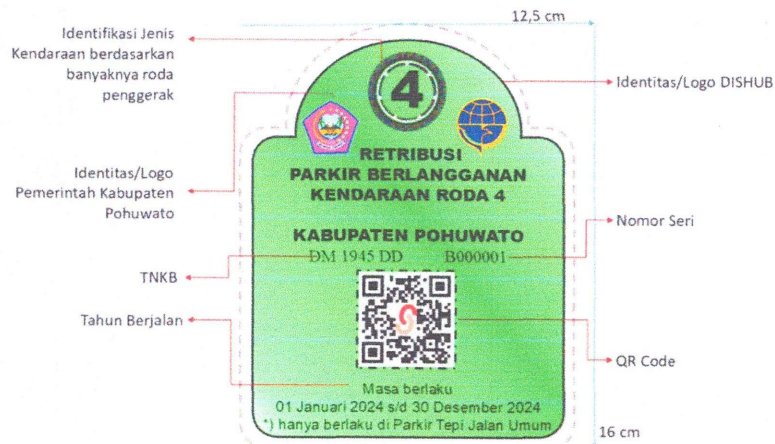 12,5 cm
Identifikasi Jenis
Kendaraan berdasarkan
banyaknya roda
penggerak
Identitas/Logo DISHUB
4
Identitas/Logo
Pemerintah Kabupaten
Pohuwato
RETRIBUSI
PARKIR BERLANGGANAN
KENDARAAN RODA 4
KABUPATEN POHUWATO
Nomor Seri
DM 1945 DD B000001
TNKB
Tahun Berjalan
QR Code
Masa berlaku
01 Januari 2024 s/d 30 Desember 2024
*) hanya berlaku di Parkir Tepi Jalan Umum
16 cm